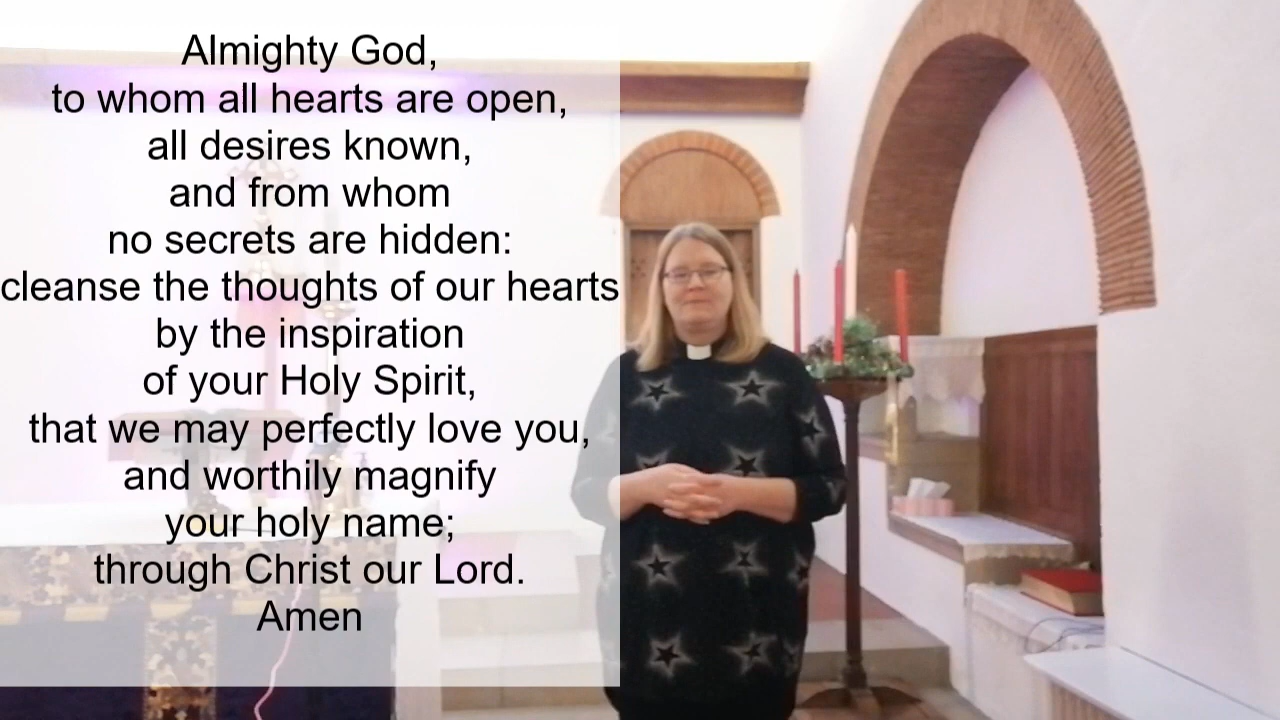 Almighty God,
to whom all hearts are open,
all desires known,
and from whom
no secrets are hidden:
cleanse the thoughts of our hearts
by the inspiration
of your Holy Spirit,
that we may perfectly love you,
and worthily magnify
your holy name;
through Christ our Lord.
Amen